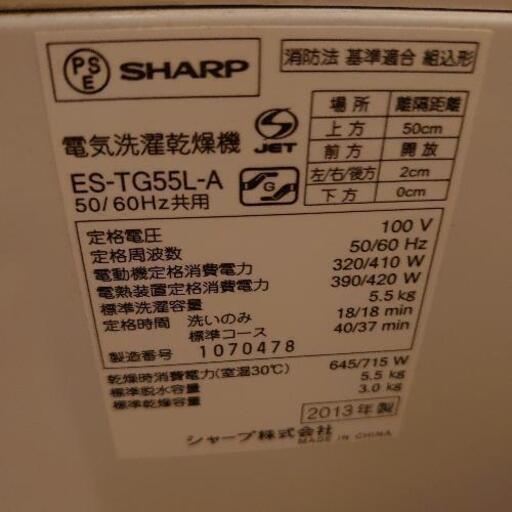 PSE SHARP
消防法 基準適合 組込形
電気洗濯乾燥機
JET
ES-TG55L-A
G
50/60Hz共用
場所 離隔距離
上方 50cm
前方 開放
左/右/後方 2cm
下方 0cm
定格電圧 100 V
定格周波数 50/60 Hz
電動機定格消費電力 320/410 W
電熱装置定格消費電力 390/420 W
標準洗濯容量 5.5 kg
定格時間 洗いのみ 18/18 min
標準コース 40/37 min
製造番号 1070478
乾燥時消費電力(室温30℃) 645/715 W
標準脱水容量 5.5 kg
標準乾燥容量 3.0 kg
2013年製
シャープ株式会社
MADE IN CHINA